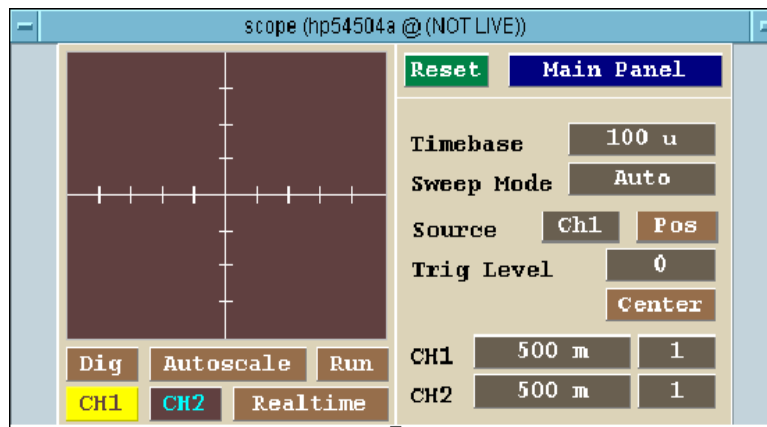 scope (hp54504a @ (NOT LIVE))
Reset Main Panel
Timebase 100 u
Sweep Mode Auto
Source Ch1 Pos
Trig Level 0
Center
Dig Autoscale Run
CH1 CH2 Realtime
CH1 500 m 1
CH2 500 m 1